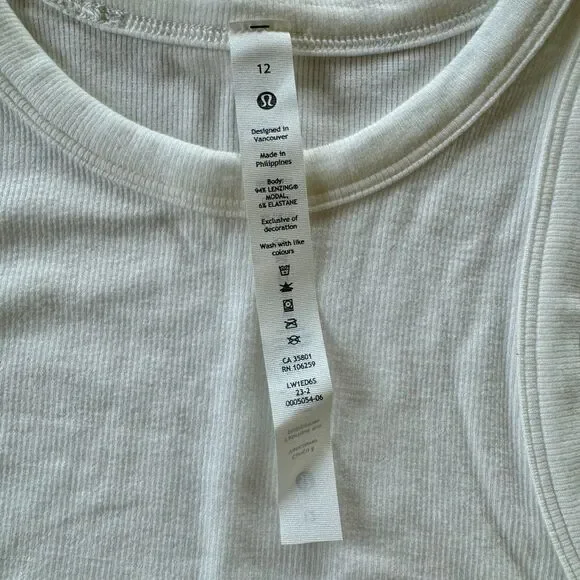 12
Designed in
Vancouver
Made in
Philippines
Body:
94% LENZING®
MODAL,
6% ELASTANE
Exclusive of
decoration
Wash with like
colours
CA 35801
RN 106259
LW1ED6S
23-2
0005054-06